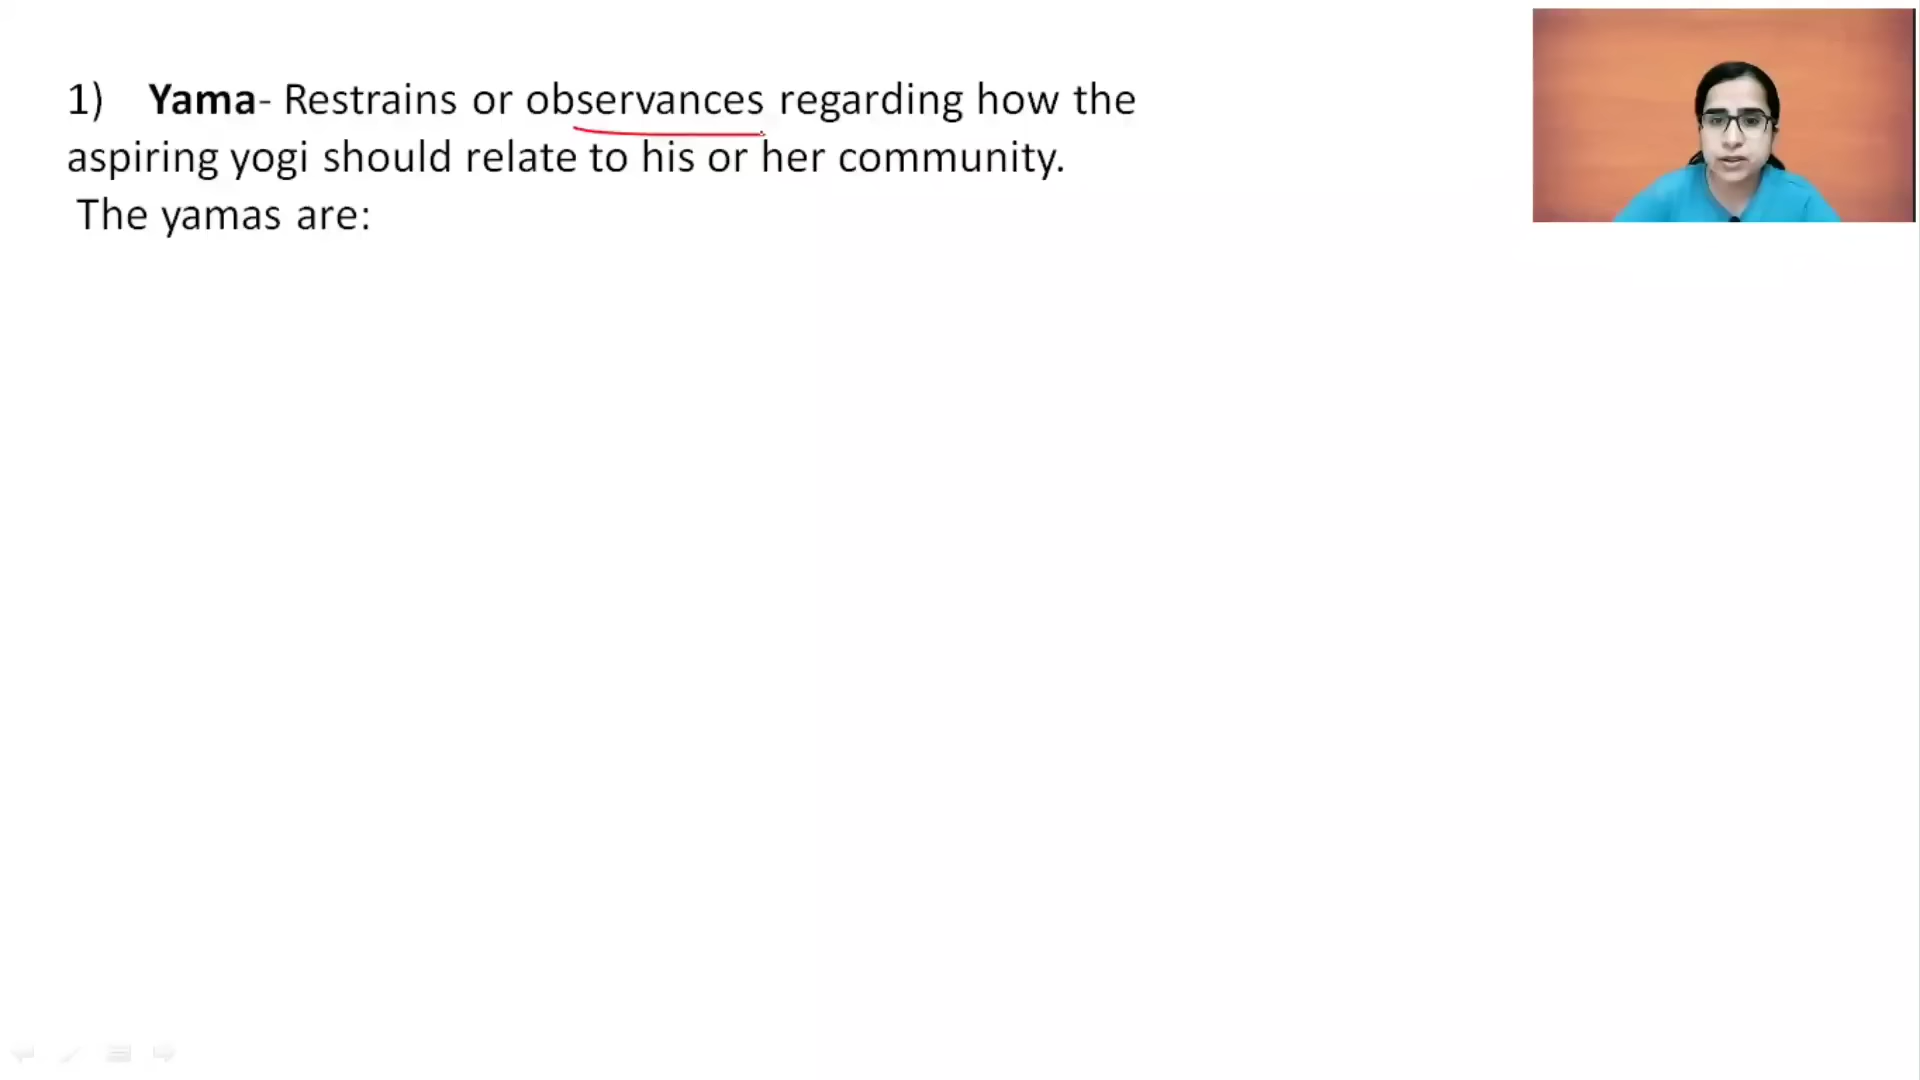 1) Yama- Restrains or observances regarding how the
aspiring yogi should relate to his or her community.
The yamas are: